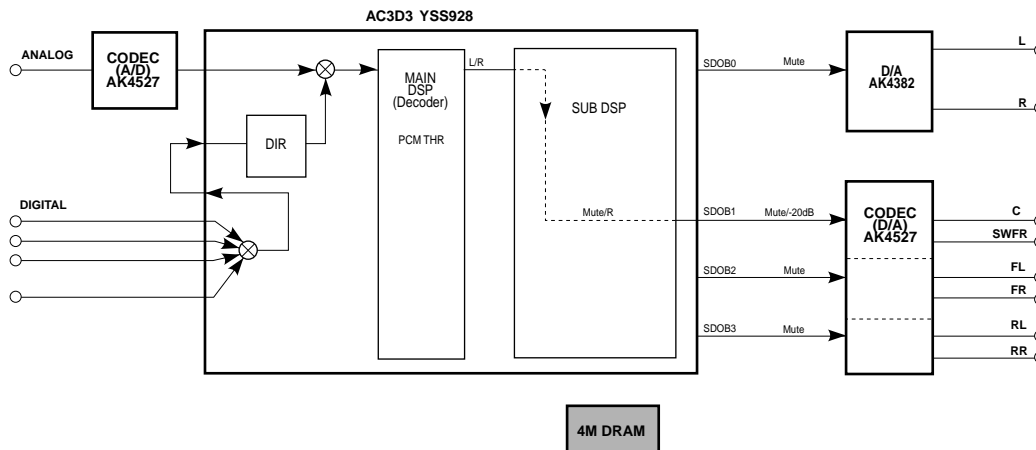 AC3D3 YSS928
ANALOG
CODEC
(A/D)
AK4527
MAIN
DSP
(Decoder)
PCM THR
L/R
SUB DSP
DIR
Mute/R
DIGITAL
SDOB0 Mute
D/A
AK4382
L
R
SDOB1 Mute/-20dB
SDOB2 Mute
SDOB3 Mute
CODEC
(D/A)
AK4527
C
SWFR
FL
FR
RL
RR
4M DRAM